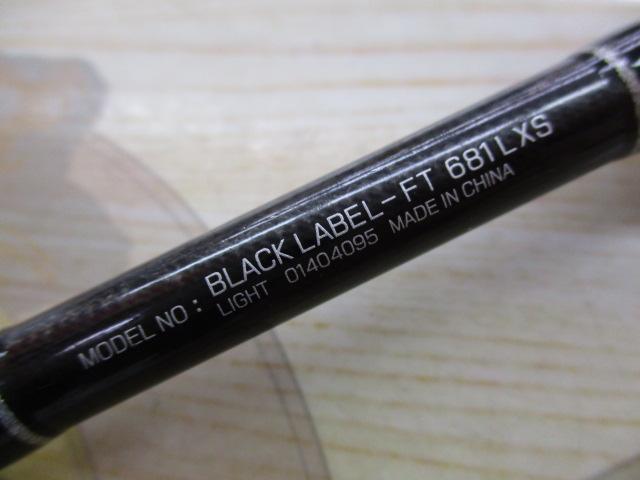 MODEL NO : BLACK LABEL-FT 681LXS
LIGHT 01404095 MADE IN CHINA